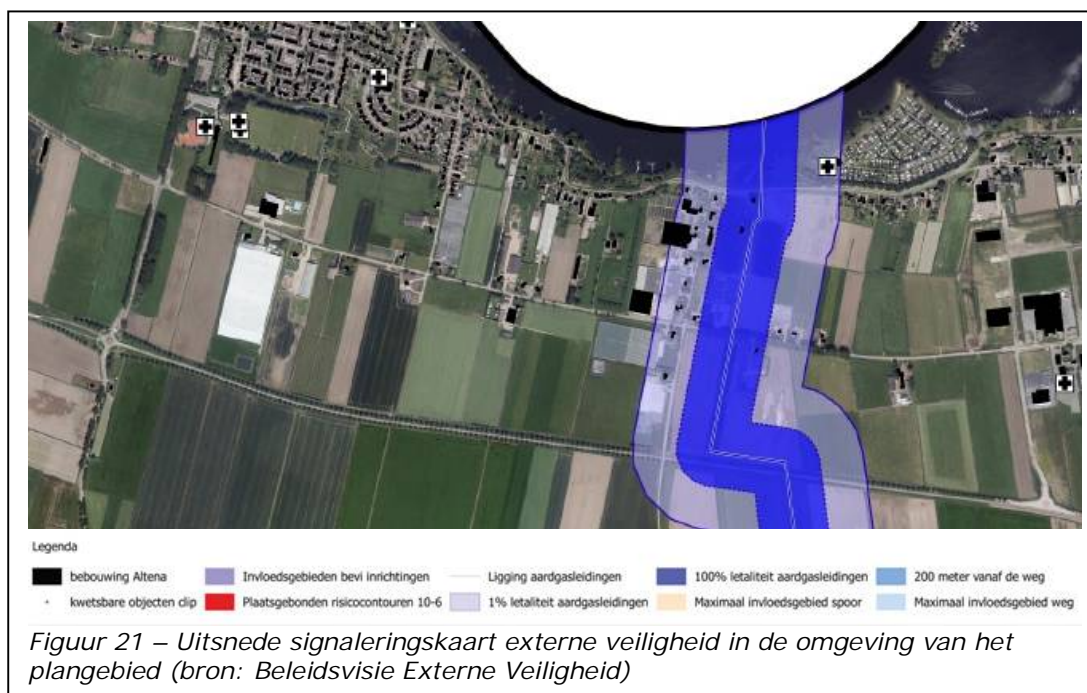 Legenda
bebouwing Altena
Invloedsgebieden bevi inrichtingen
Ligging aardgasleidingen
100% letaliteit aardgasleidingen
200 meter vanaf de weg
kwetsbare objecten clip
Plaatsgebonden risicocontouren 10-6
1% letaliteit aardgasleidingen
Maximaal invloedsgebied spoor
Maximaal invloedsgebied weg
Figuur 21 – Uitsnede signaleringskaart externe veiligheid in de omgeving van het
plangebied (bron: Beleidsvisie Externe Veiligheid)